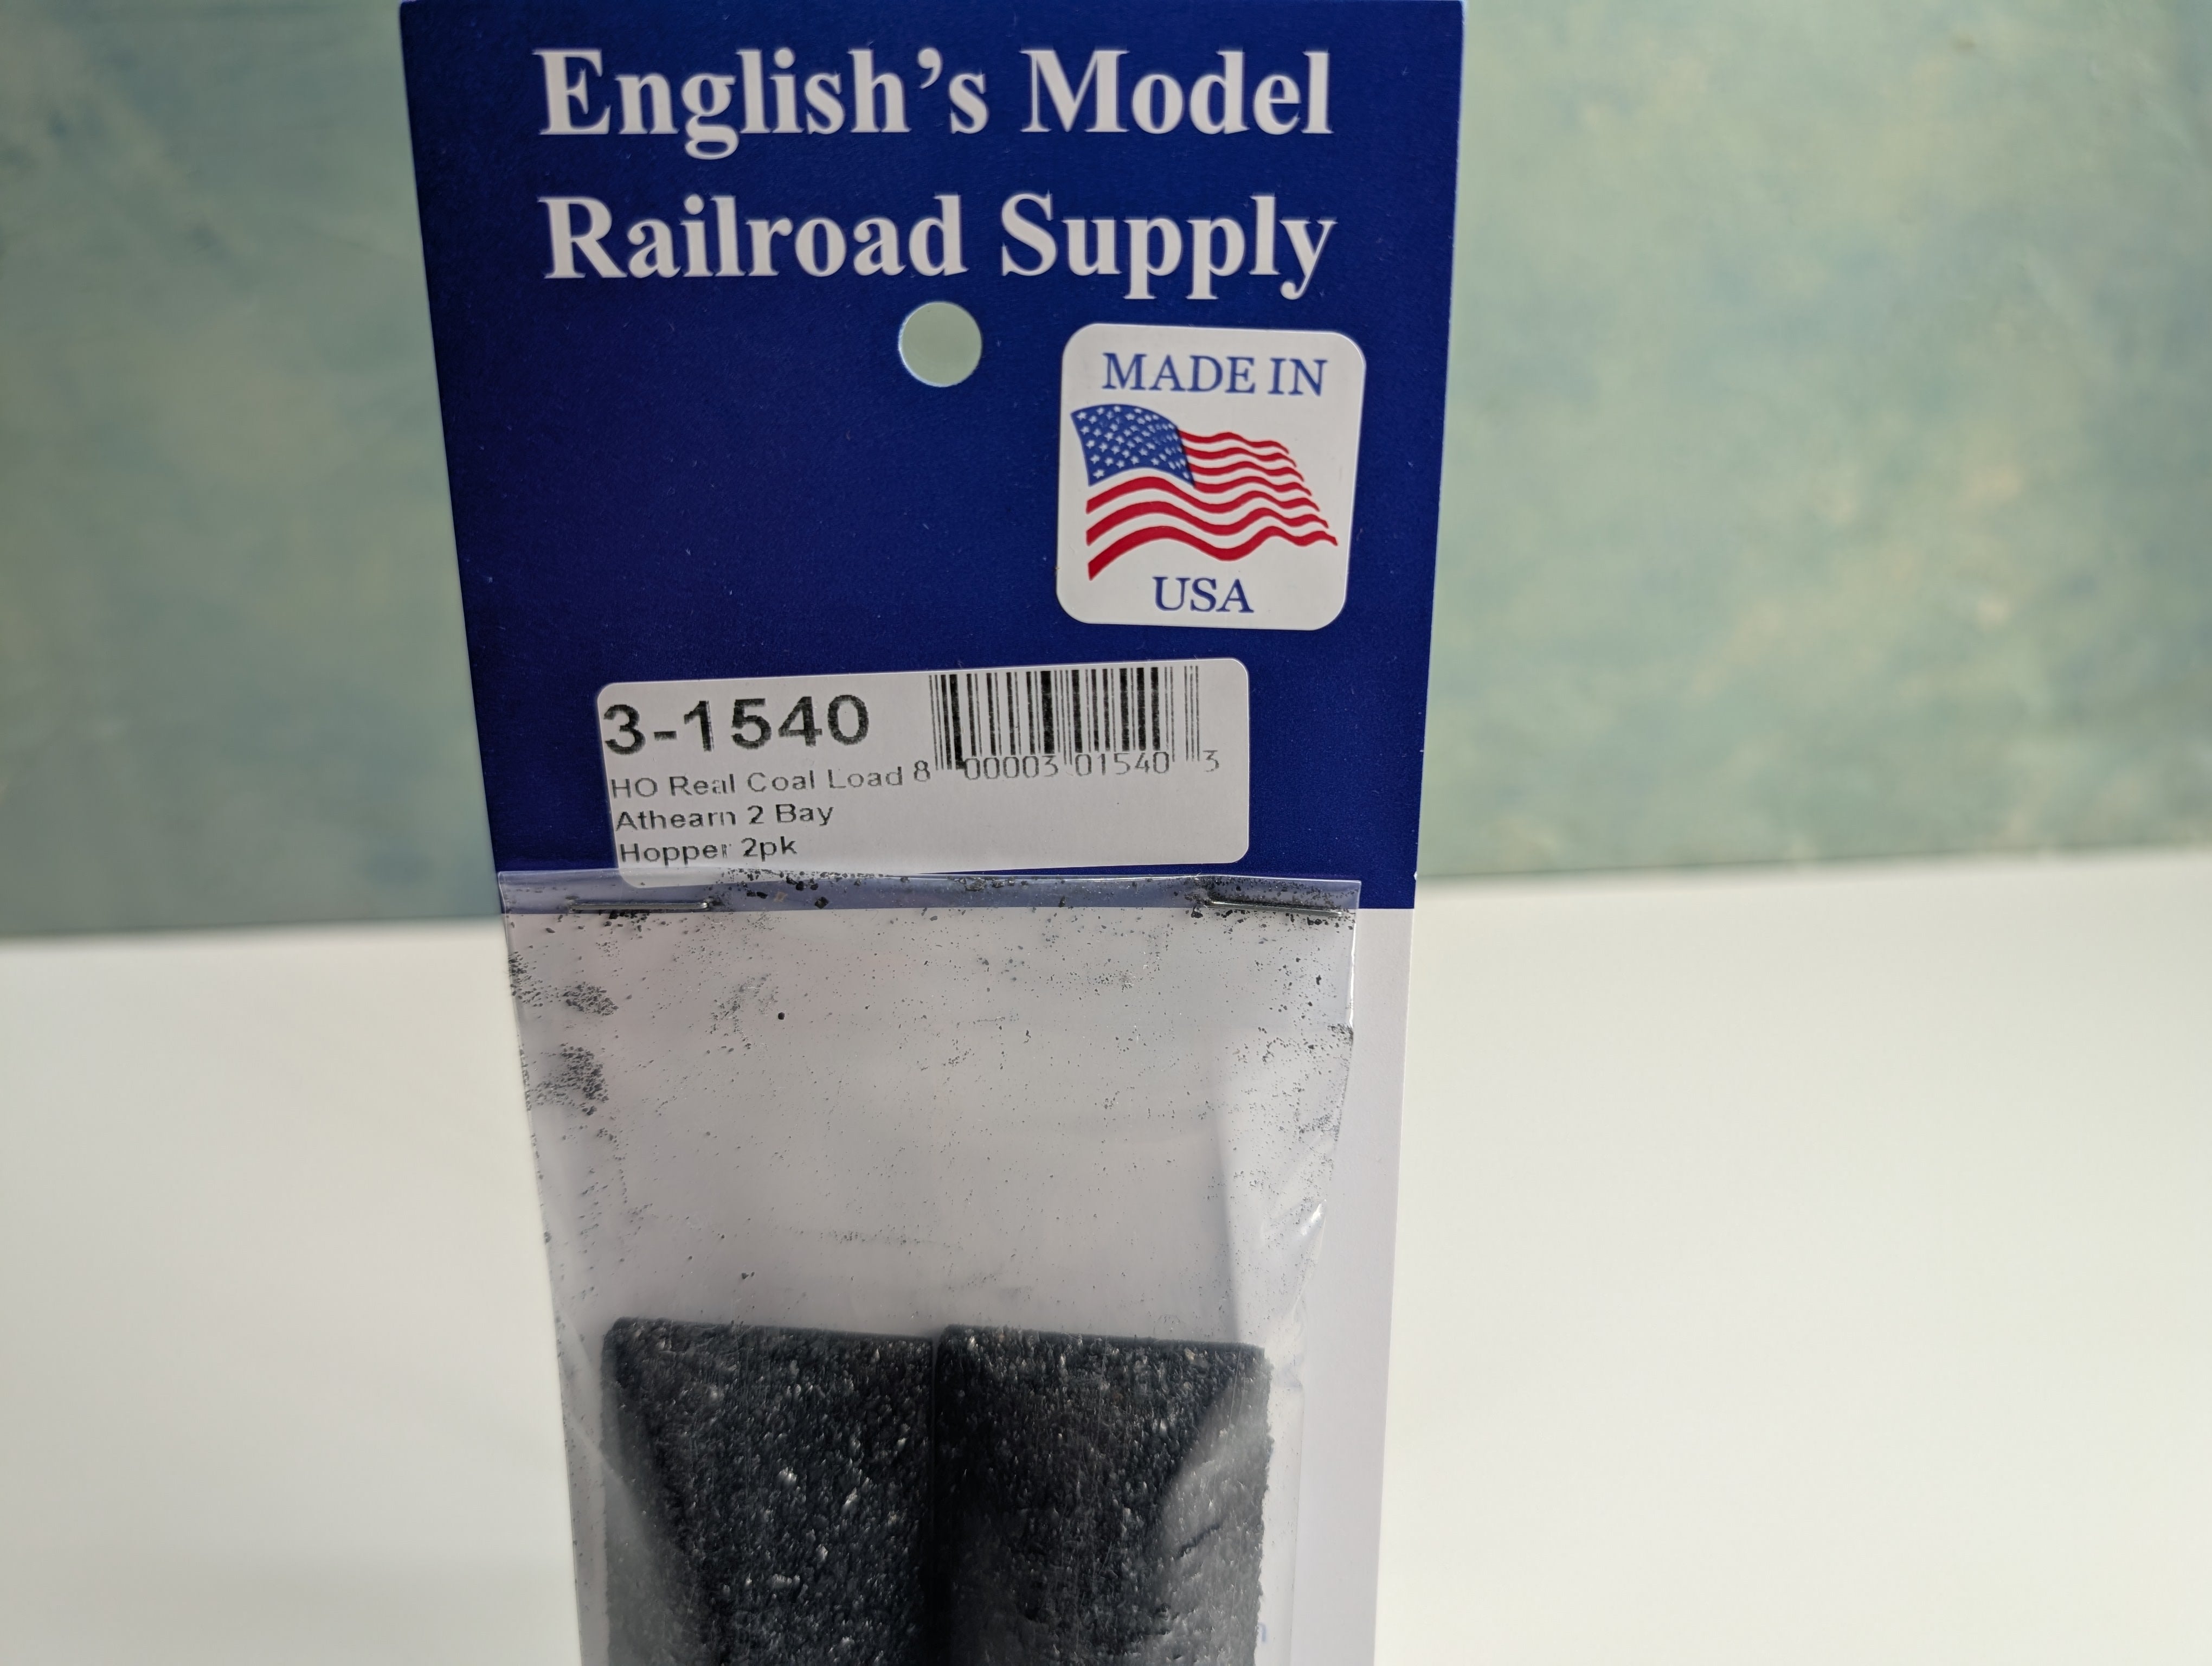 English’s Model
Railroad Supply
MADE IN
USA
3-1540
8 00003 01540 3
HO Real Coal Load
Athearn 2 Bay
Hopper 2pk